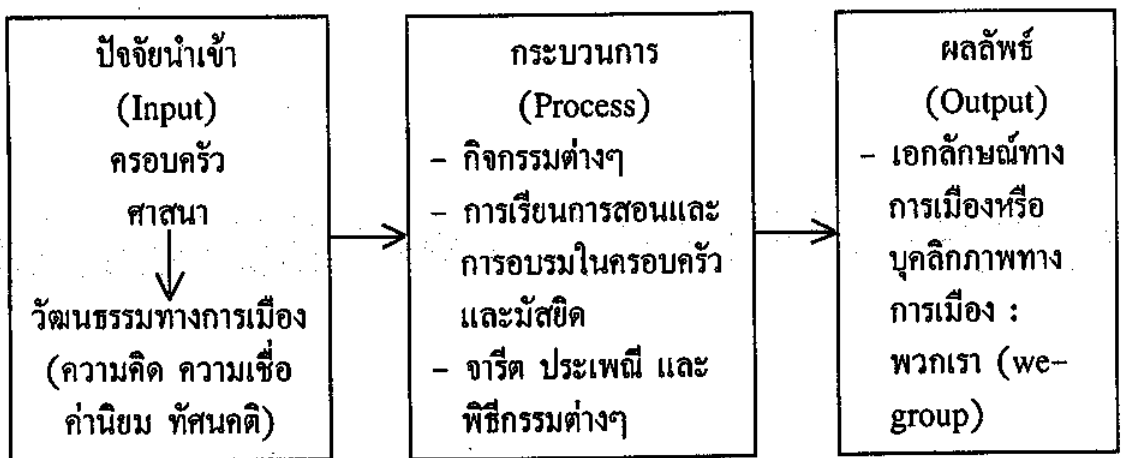 ปัจจัยนำเข้า
(Input)
ครอบครัว
ศาสนา
วัฒนธรรมทางการเมือง
(ความคิด ความเชื่อ
ค่านิยม ทัศนคติ)
กระบวนการ
(Process)
- กิจกรรมต่างๆ
- การเรียนการสอนและ
การอบรมในครอบครัว
และมัสยิด
- จารีต ประเพณี และ
พิธีกรรมต่างๆ
ผลลัพธ์
(Output)
- เอกลักษณ์ทาง
การเมืองหรือ
บุคลิกภาพทาง
การเมือง :
พวกเรา (we-
group)